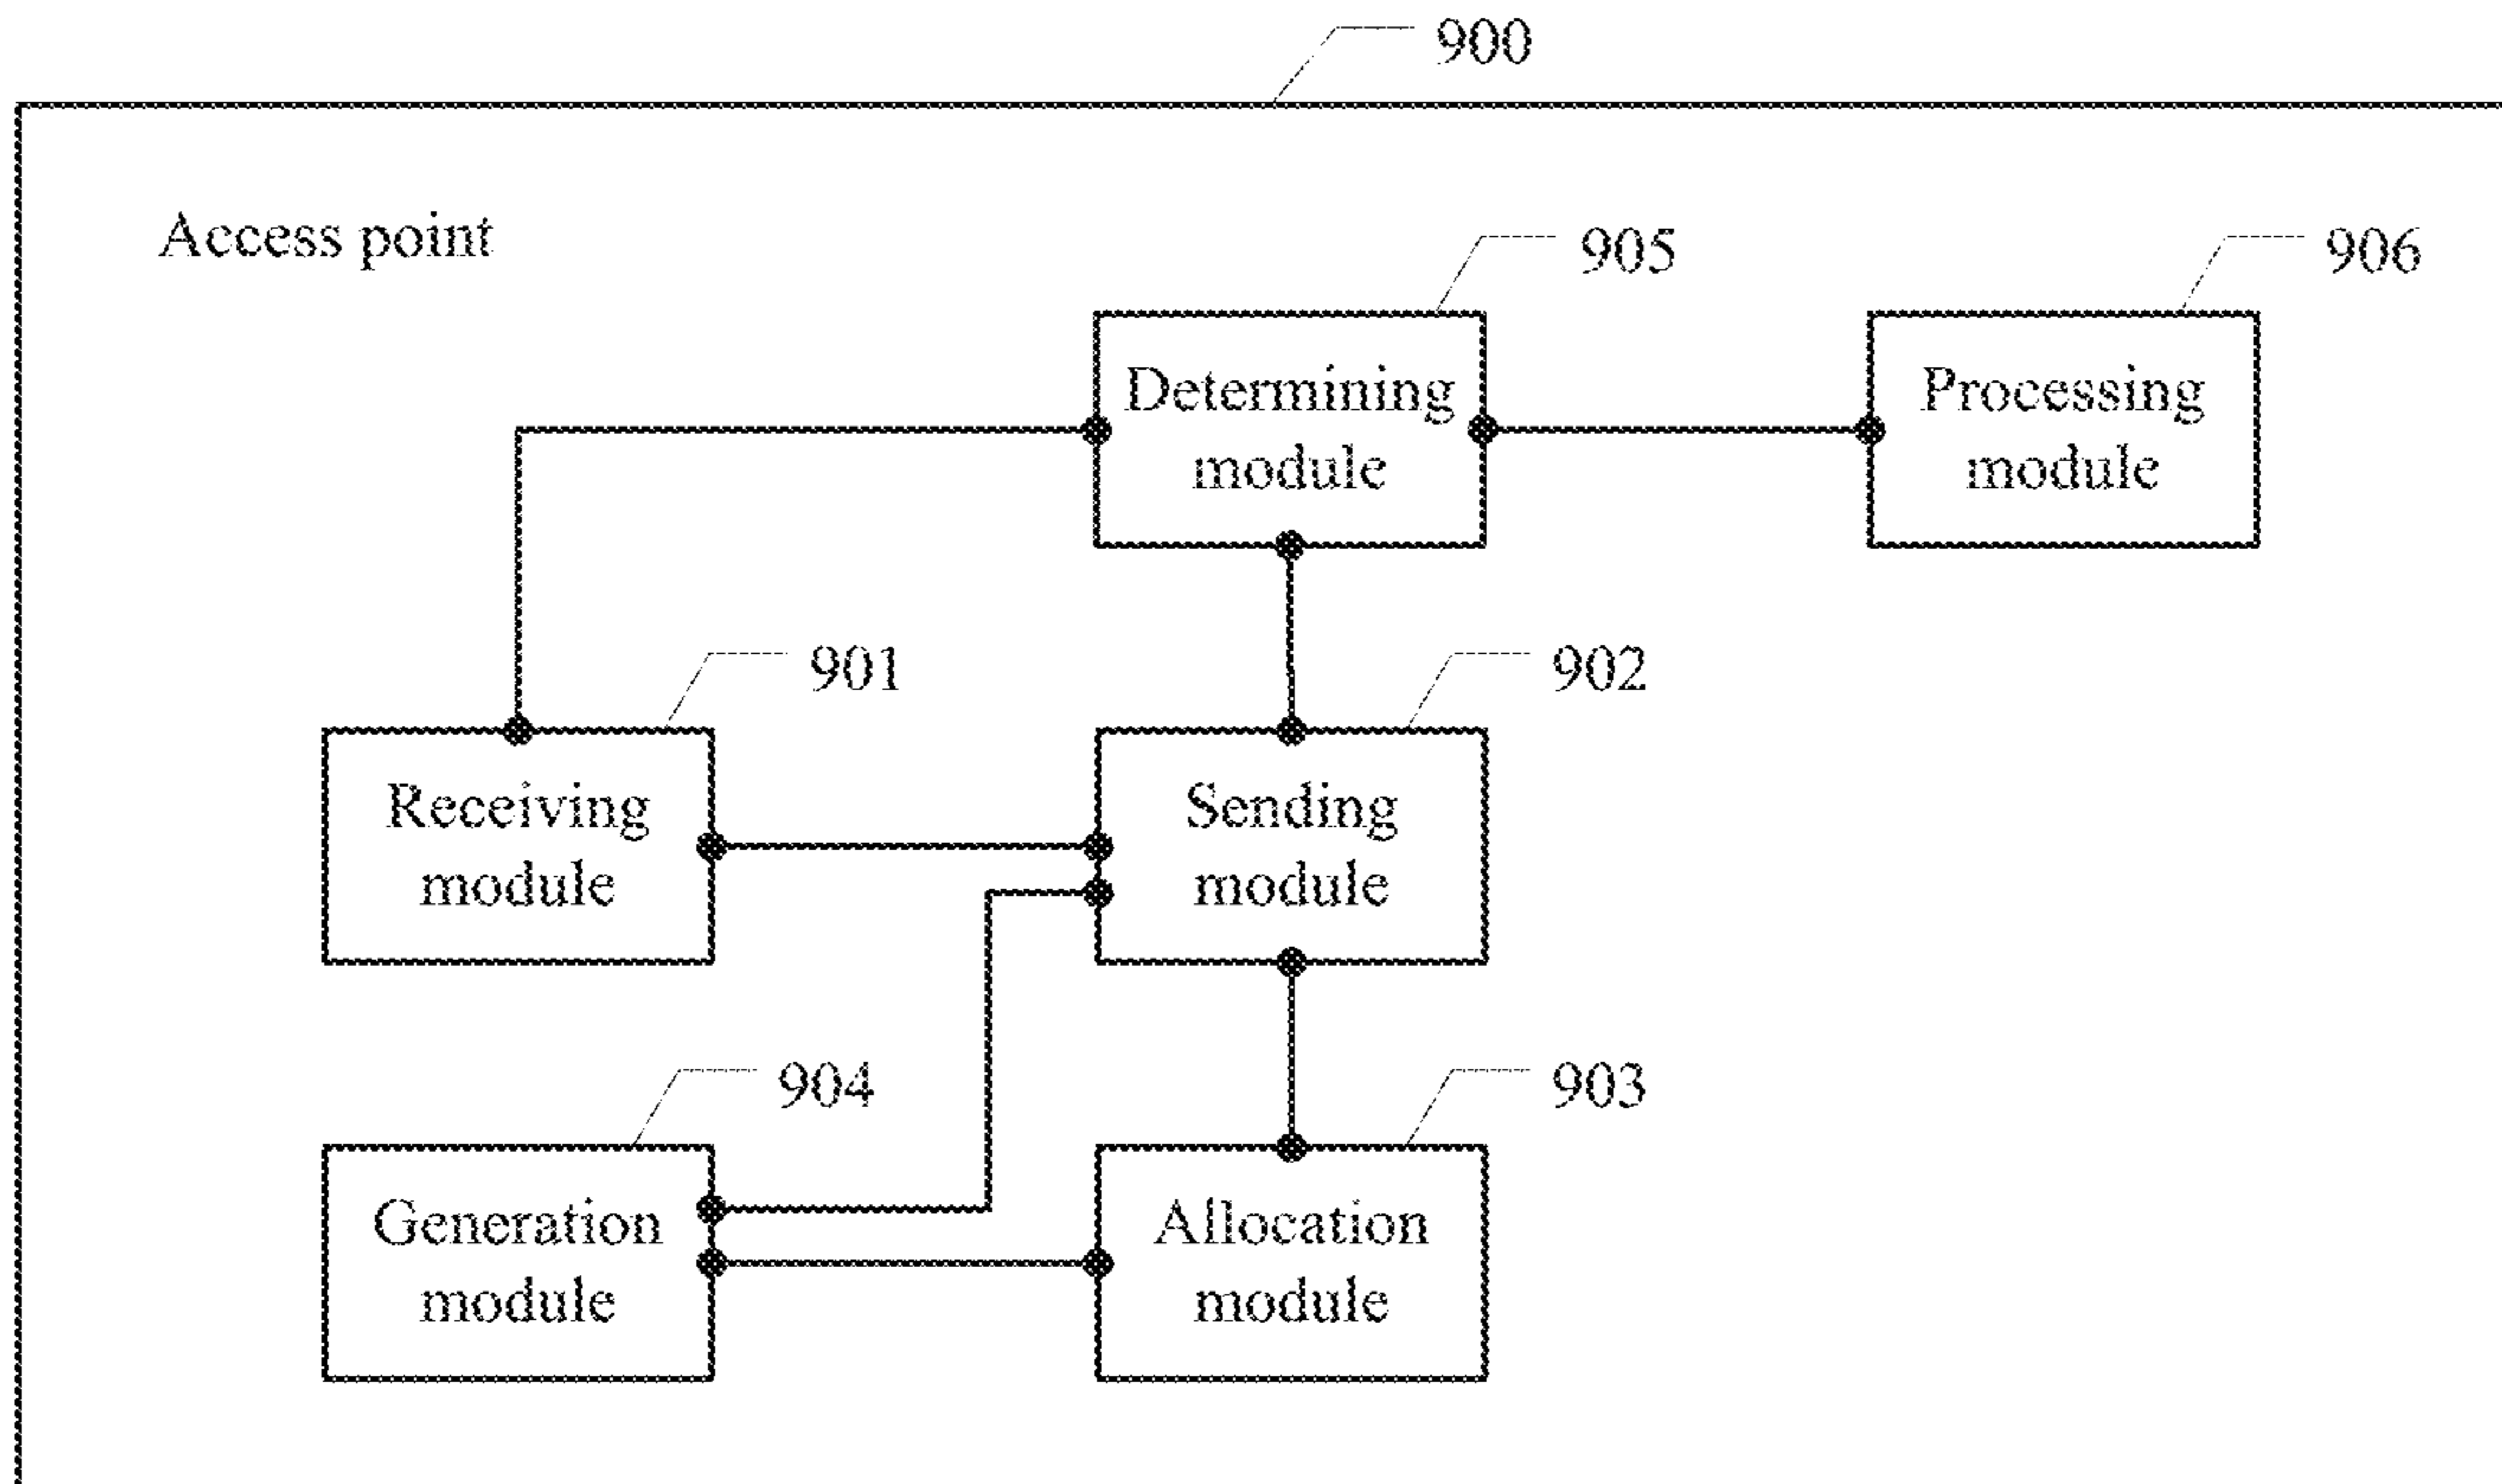 900
Access point
905
906
Determining
module
Processing
module
901
902
Receiving
module
Sending
module
904
903
Generation
module
Allocation
module